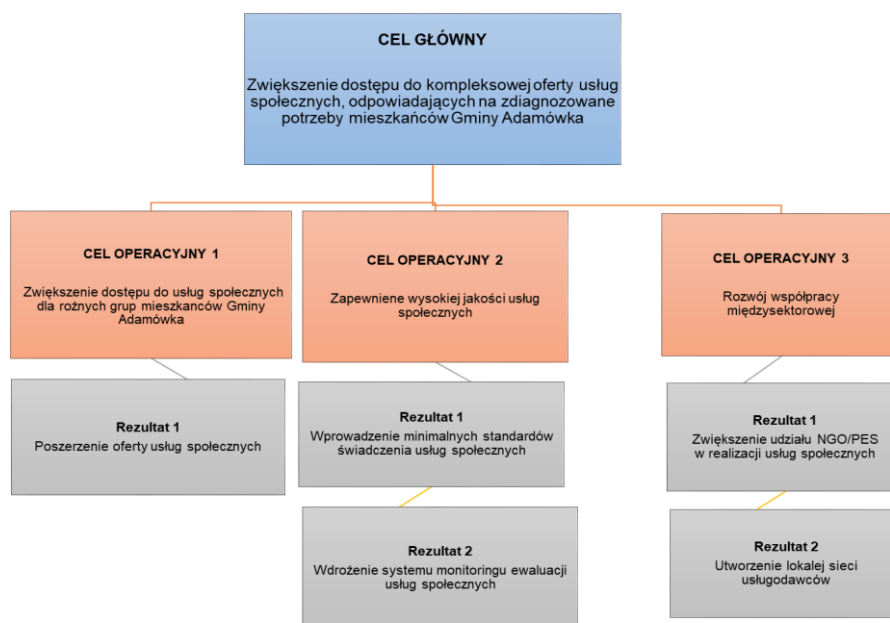 CEL GŁÓWNY
Zwiększenie dostępu do kompleksowej oferty usług
społecznych, odpowiadających na zdiagnozowane
potrzeby mieszkańców Gminy Adamówka
CEL OPERACYJNY 1
Zwiększenie dostępu do usług społecznych
dla rożnych grup mieszkanców Gminy
Adamówka
CEL OPERACYJNY 2
Zapewniene wysokiej jakości usług
społecznych
CEL OPERACYJNY 3
Rozwój współpracy
międzysektorowej
Rezultat 1
Poszerzenie oferty usług społecznych
Rezultat 1
Wprowadzenie minimalnych standardów
świadczenia usług społecznych
Rezultat 1
Zwiększenie udziału NGO/PES
w realizacji usług społecznych
Rezultat 2
Wdrożenie systemu monitoringu ewaluacji
usług społecznych
Rezultat 2
Utworzenie lokalej sieci
usługodawców